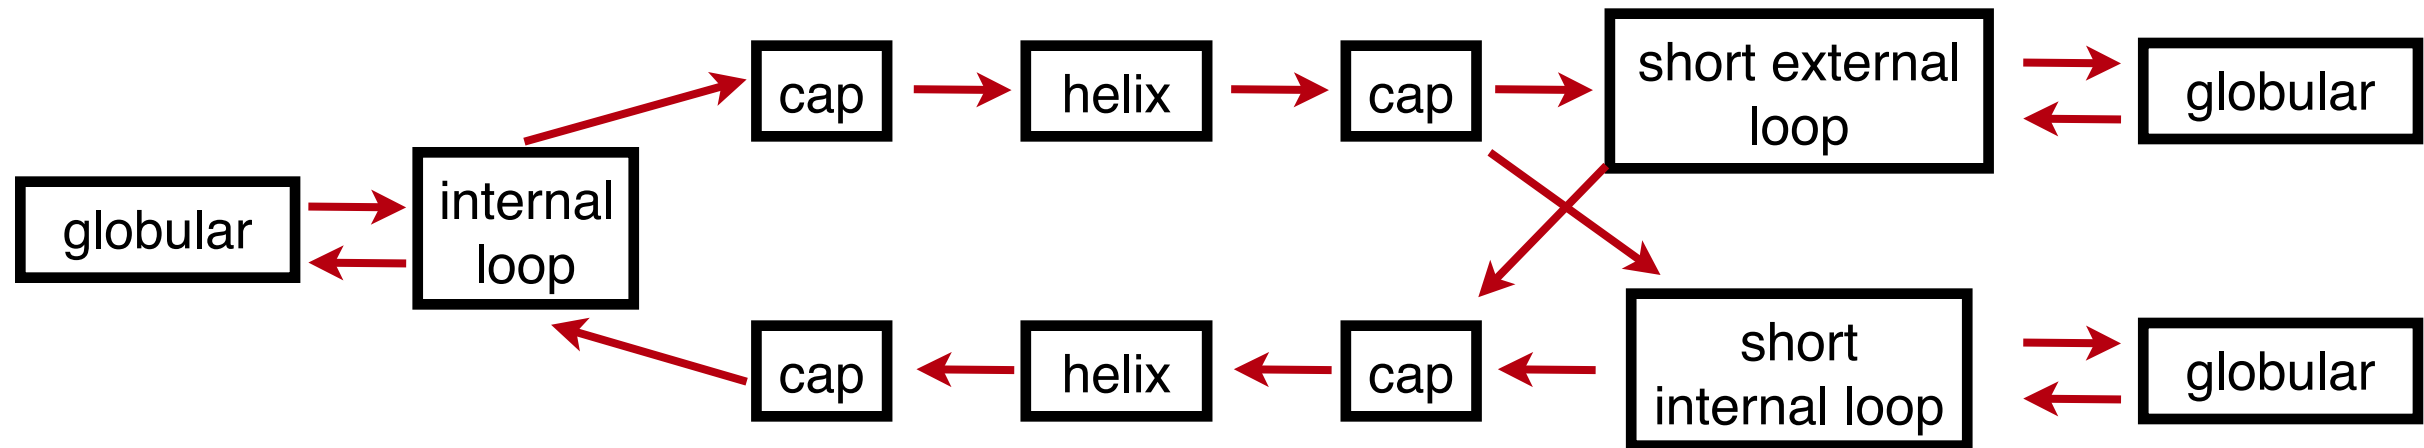 globular
internal
loop
cap
helix
cap
short external
loop
globular
cap
helix
cap
short
internal loop
globular